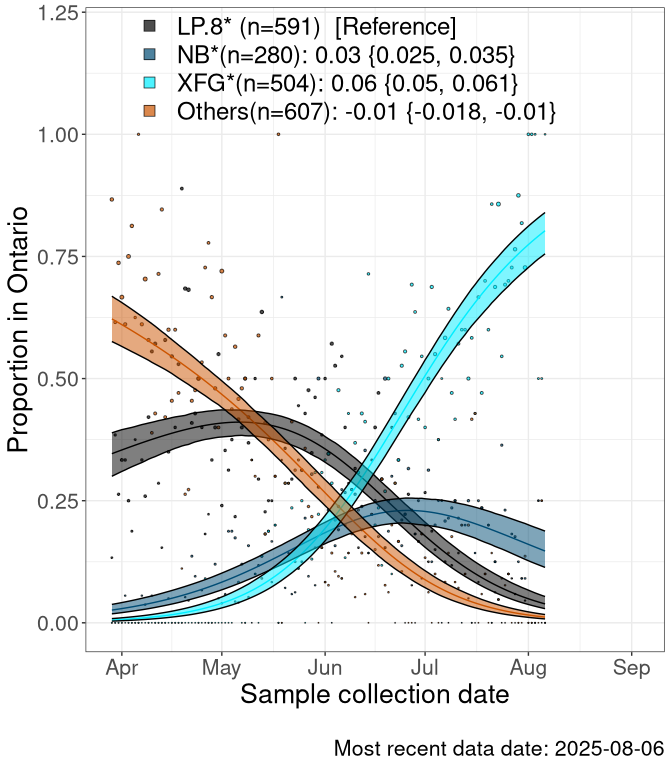 LP.8* (n=591)  [Reference]
NB*(n=280): 0.03 {0.025, 0.035}
XFG*(n=504): 0.06 {0.05, 0.061}
Others(n=607): -0.01 {-0.018, -0.01}
Proportion in Ontario
1.25
1.00
0.75
0.50
0.25
0.00
Apr May Jun Jul Aug Sep
Sample collection date
Most recent data date: 2025-08-06